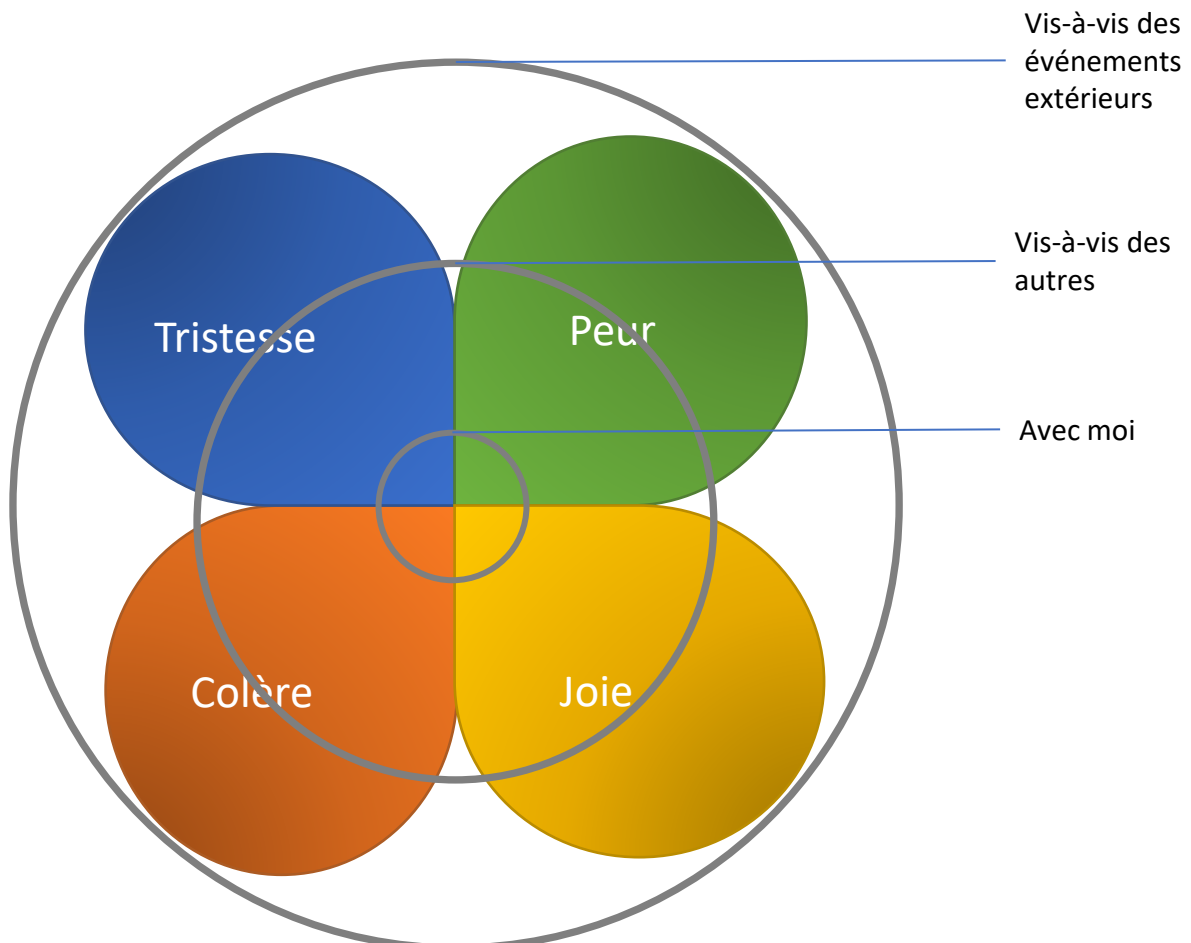 Vis-à-vis des
événements
extérieurs
Vis-à-vis des
autres
Tristesse
Peur
Avec moi
Colère
Joie